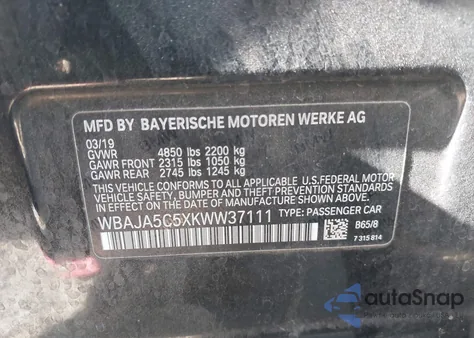 MFD BY BAYERISCHE MOTOREN WERKE AG
03/19
GVWR 4850 lbs 2200 kg
GAWR FRONT 2315 lbs 1050 kg
GAWR REAR 2745 lbs 1245 kg
THIS VEHICLE CONFORMS TO ALL APPLICABLE U.S. FEDERAL MOTOR
VEHICLE SAFETY, BUMPER, AND THEFT PREVENTION STANDARDS
IN EFFECT ON THE DATE OF MANUFACTURE SHOWN ABOVE.
WBAJA5C5XKWW37111 TYPE: PASSENGER CAR
B65/8
7 315 814
autoSnap